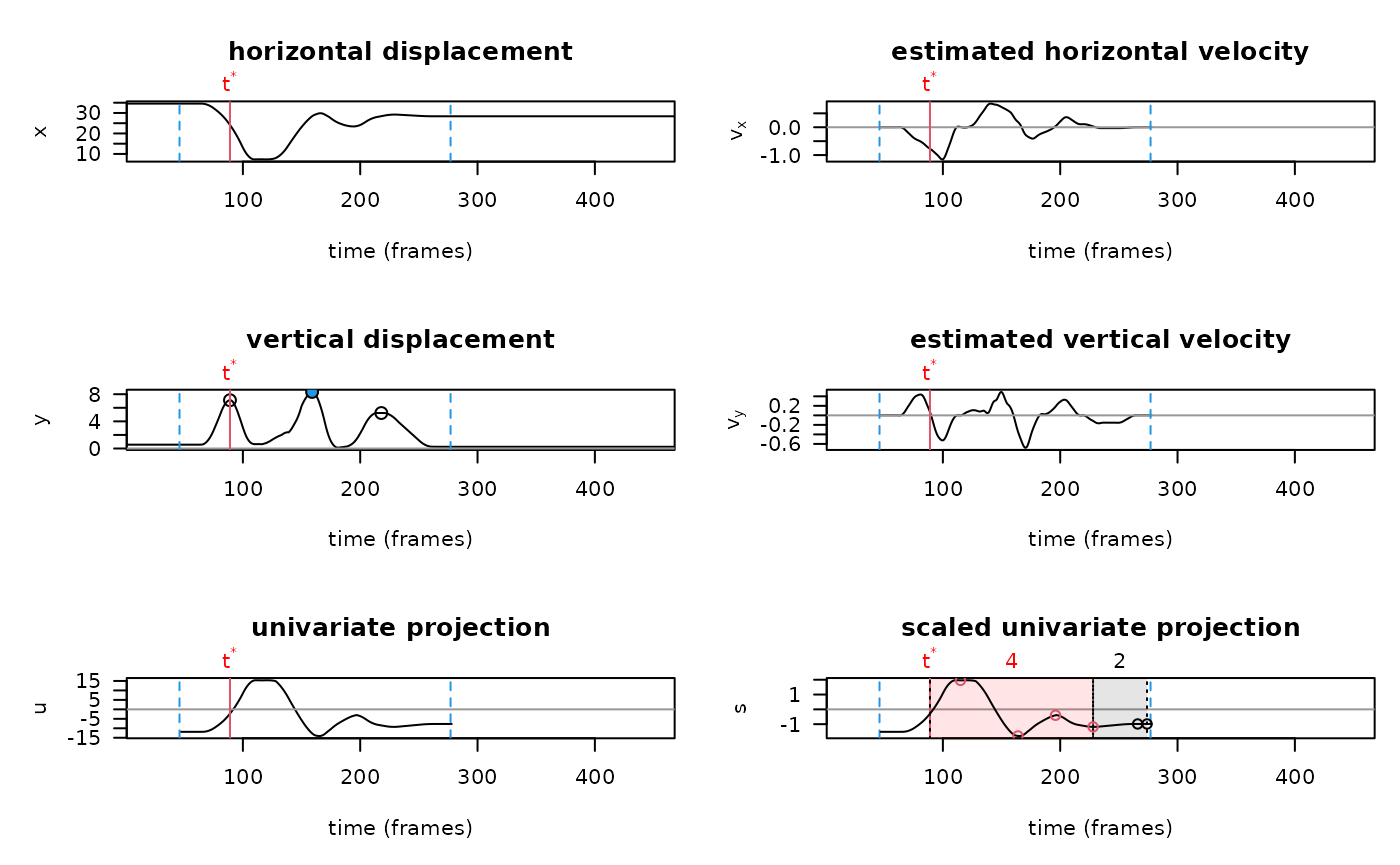 horizontal displacement
t*
x
30
20
10
100 200 300 400
time (frames)
estimated horizontal velocity
t*
vx
0.0
-1.0
100 200 300 400
time (frames)
vertical displacement
t*
y
8
4
0
100 200 300 400
time (frames)
estimated vertical velocity
t*
vy
0.2
-0.2
-0.6
100 200 300 400
time (frames)
univariate projection
t*
u
15
5
-5
-15
100 200 300 400
time (frames)
scaled univariate projection
t* 4 2
s
1
-1
100 200 300 400
time (frames)